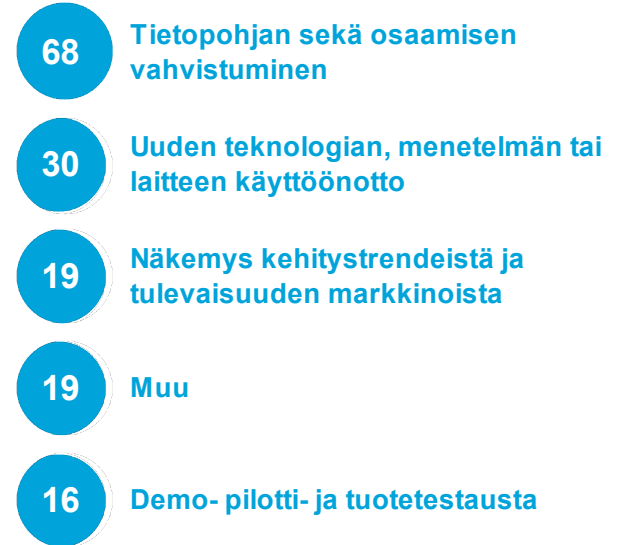 68
Tietopohjan sekä osaamisen
vahvistuminen
30
Uuden teknologian, menetelmän tai
laitteen käyttöönotto
19
Näkemys kehitystrendeistä ja
tulevaisuuden markkinoista
19
Muu
16
Demo- pilotti- ja tuotetestausta